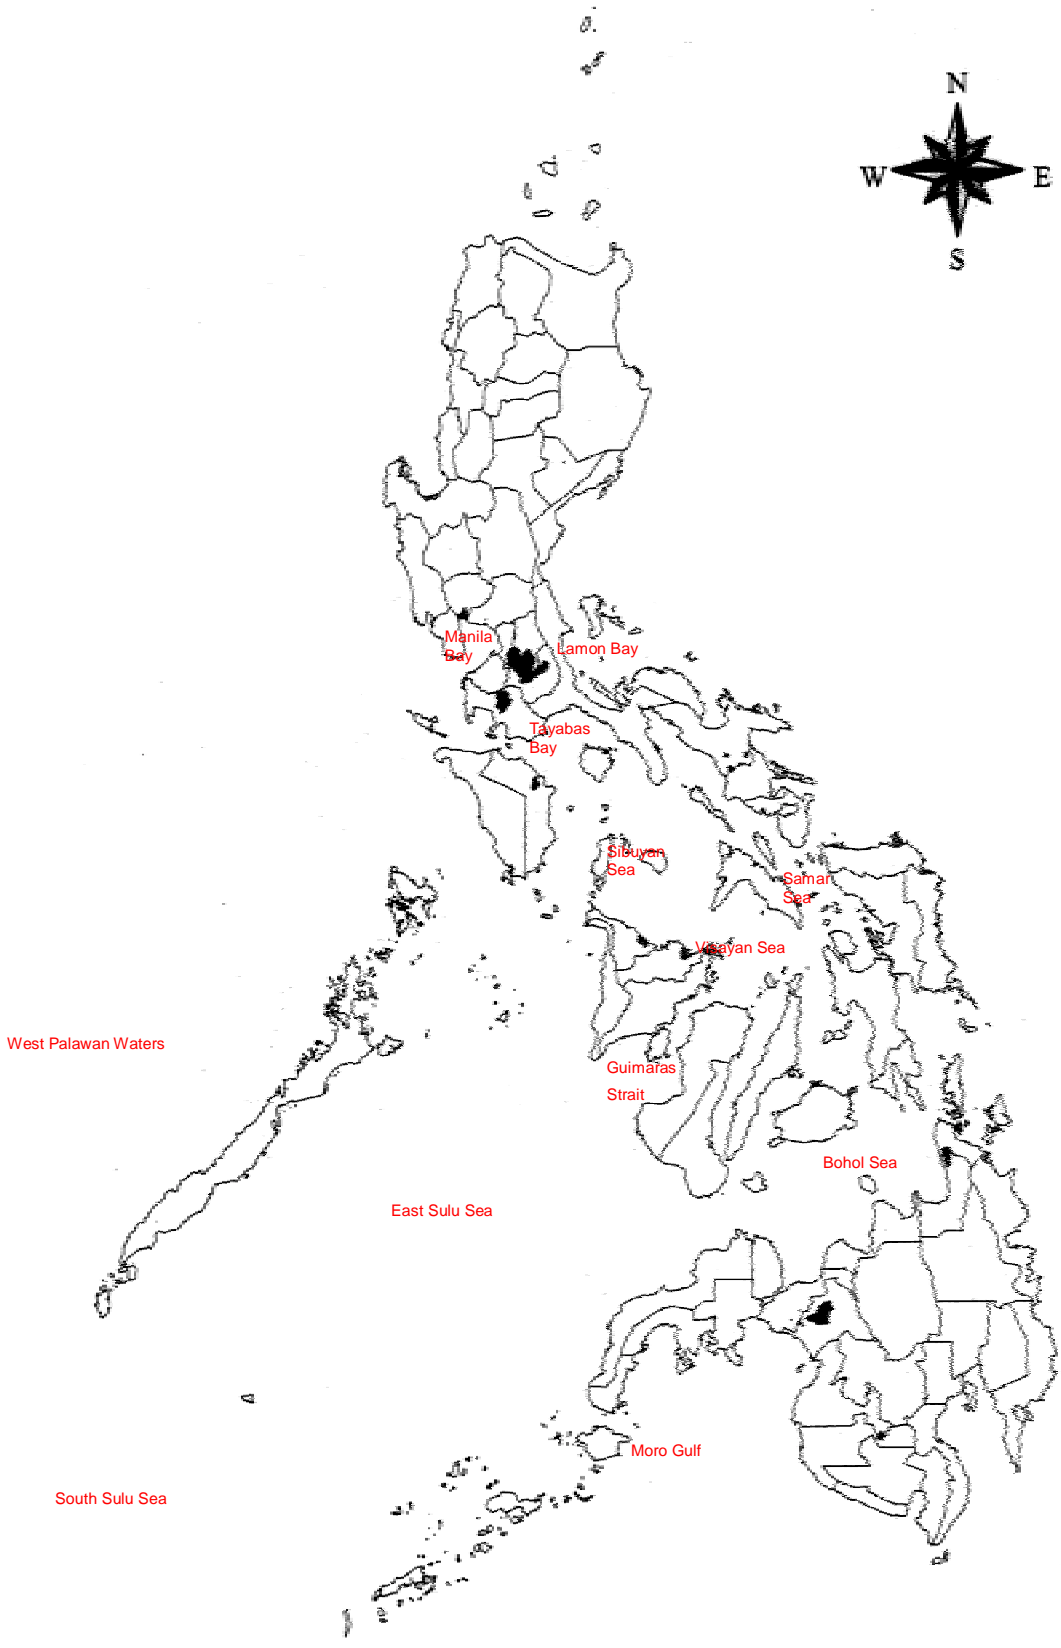 N
W E
S
Manila
Bay
Lamon Bay
Tayabas
Bay
Sibuyan
Sea
Samar
Sea
Visayan Sea
West Palawan Waters
Guimaras
Strait
Bohol Sea
East Sulu Sea
Moro Gulf
South Sulu Sea